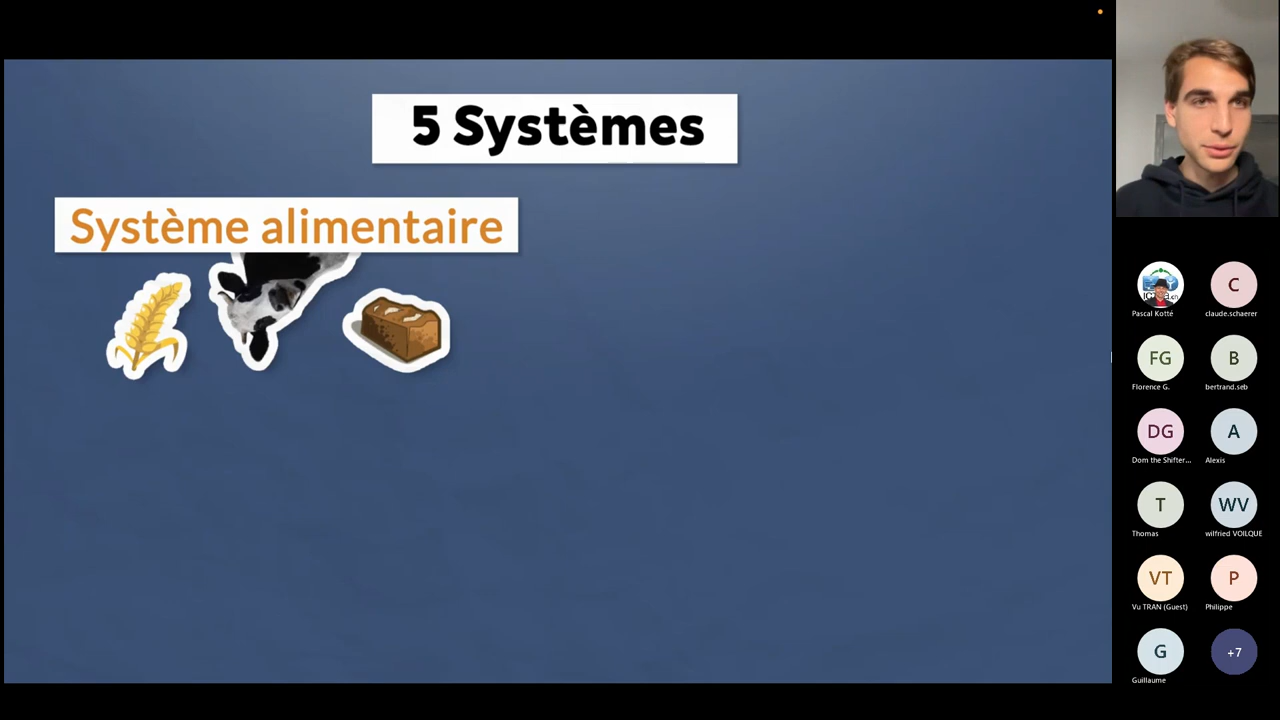 5 Systèmes
Système alimentaire
Pascal Kotté
C
claude.schaerer
FG
Florence G.
B
bertrand.seb
DG
Dom the Shifter...
A
Alexis
T
Thomas
WV
wilfried VOILQUE
VT
Vu TRAN (Guest)
P
Philippe
G
Guillaume
+7